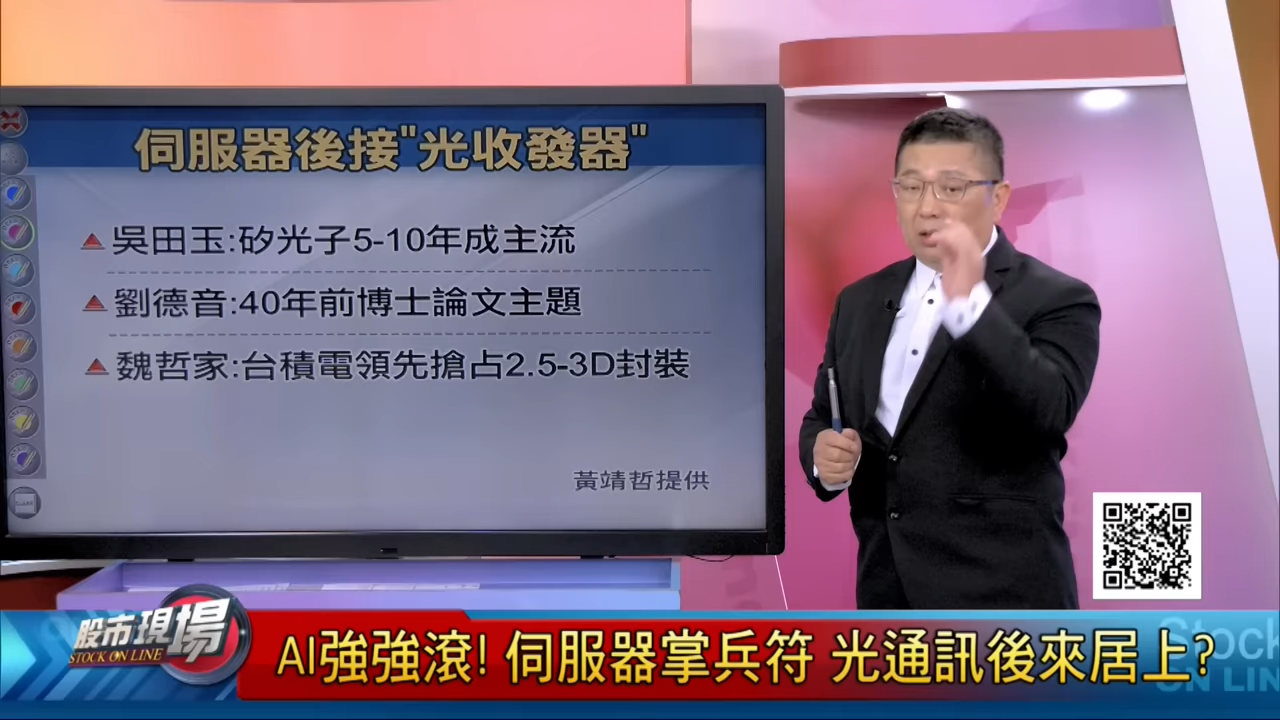 伺服器後接"光收發器"
吳田玉:矽光子5-10年成主流
劉德音:40年前博士論文主題
魏哲家:台積電領先搶占2.5-3D封裝
黃靖哲提供
股市現場
STOCK ON LINE
AI強強滾! 伺服器掌兵符 光通訊後來居上?
Stock
ON LIN